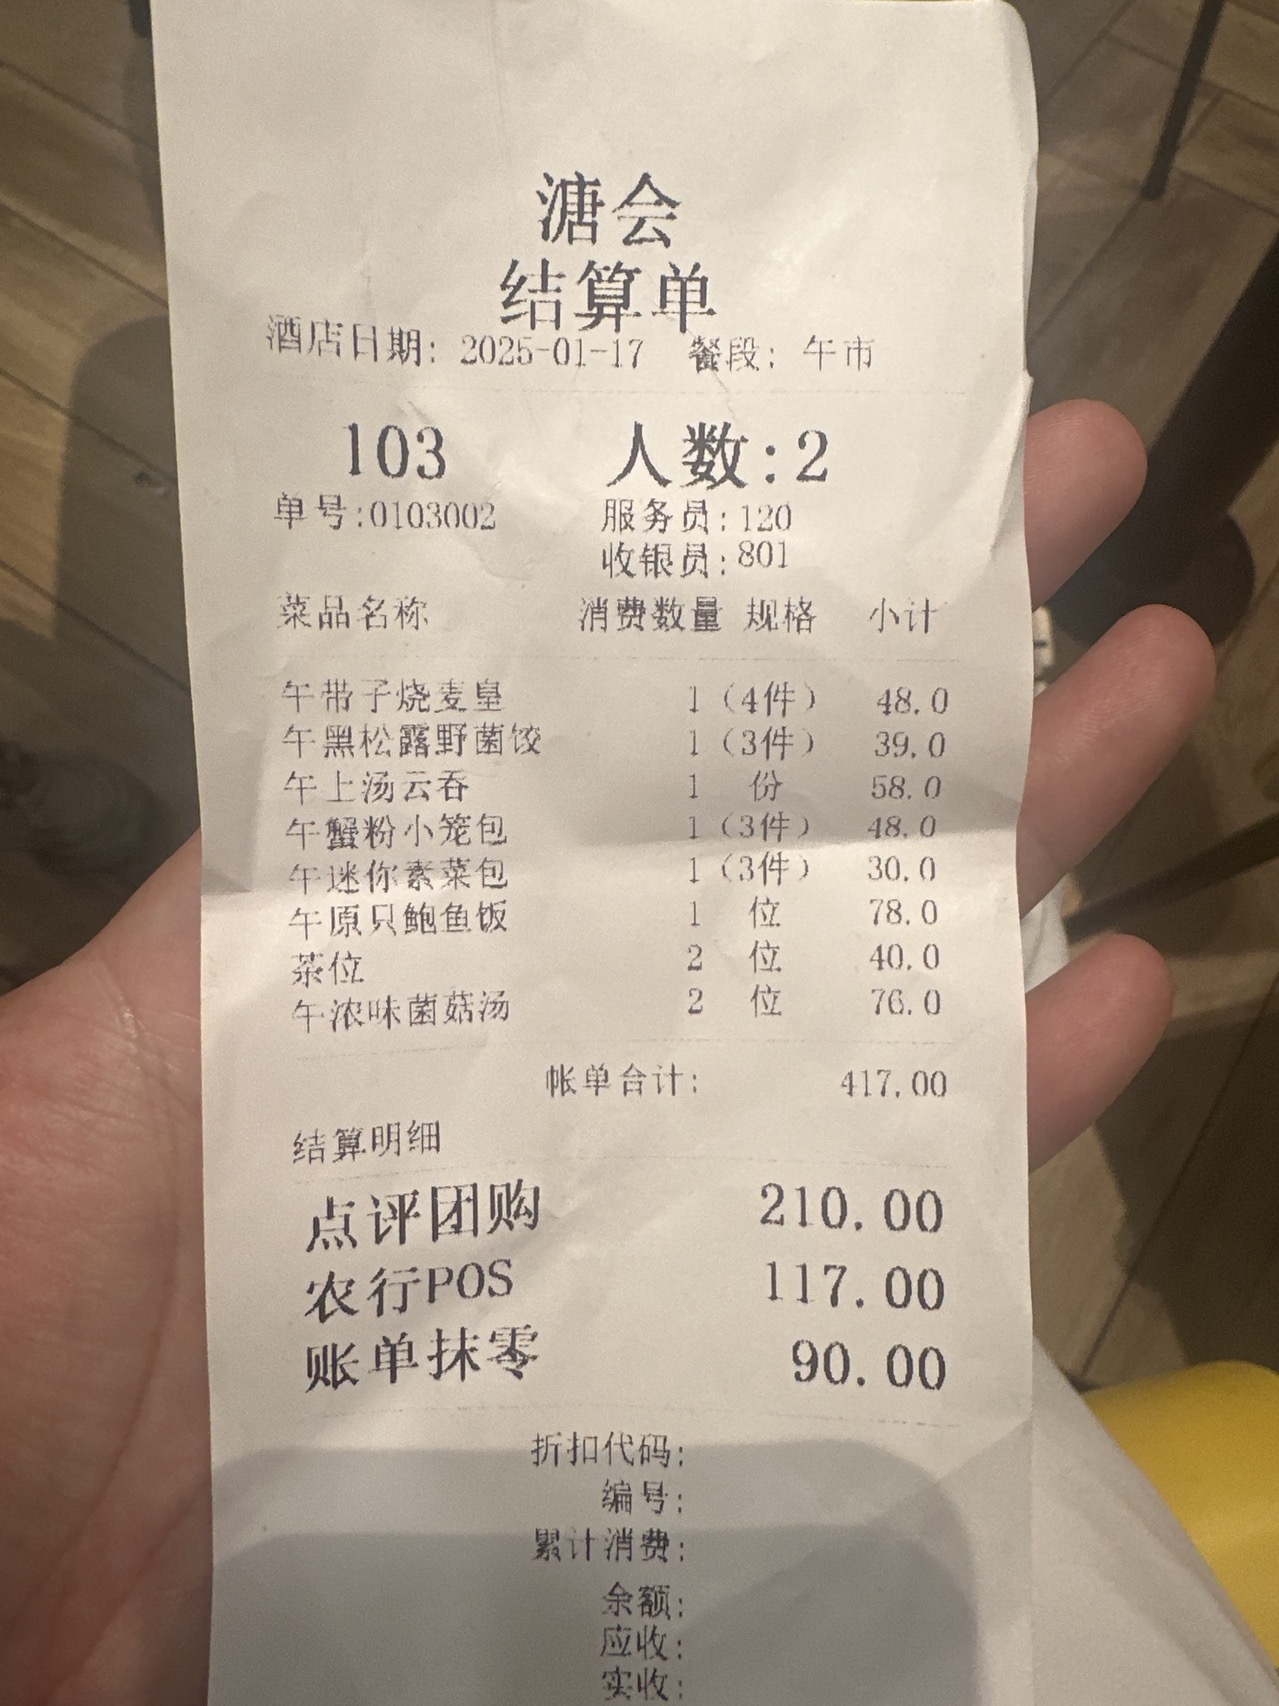 溏会
结算单
酒店日期: 2025-01-17 餐段: 午市
103 人数:2
单号:0103002 服务员:120
收银员:801
菜品名称 消费数量 规格 小计
午带子烧麦皇 1 (4件) 48.0
午黑松露野菌饺 1 (3件) 39.0
午上汤云吞 1 份 58.0
午蟹粉小笼包 1 (3件) 48.0
午迷你素菜包 1 (3件) 30.0
午原只鲍鱼饭 1 位 78.0
茶位 2 位 40.0
午浓味菌菇汤 2 位 76.0
帐单合计: 417.00
结算明细
点评团购 210.00
农行POS 117.00
账单抹零 90.00
折扣代码:
编号:
累计消费:
余额:
应收:
实收: